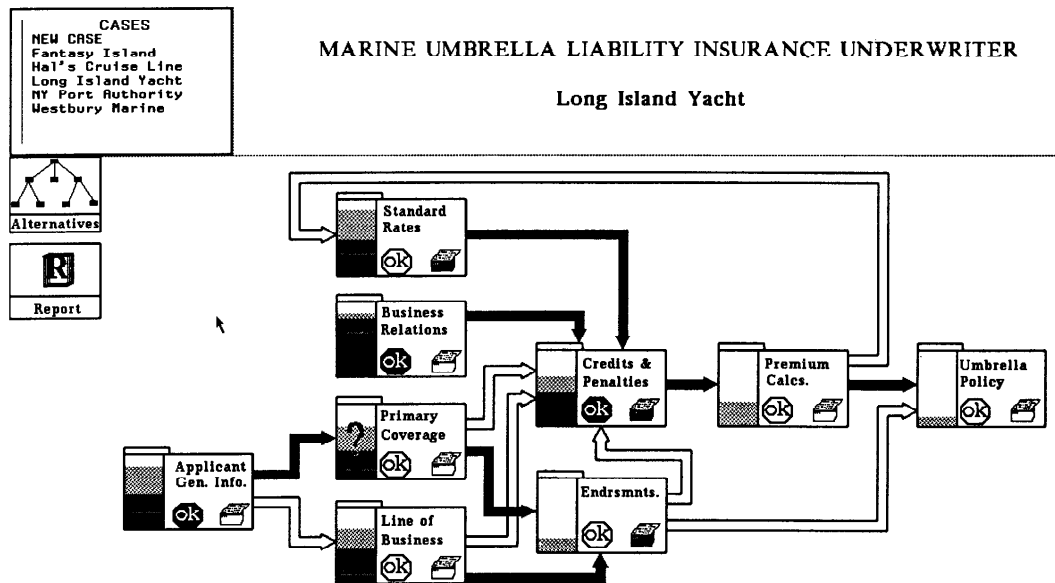 CASES
NEW CASE
Fantasy Island
Hal's Cruise Line
Long Island Yacht
NY Port Authority
Westbury Marine
MARINE UMBRELLA LIABILITY INSURANCE UNDERWRITER
Long Island Yacht
Alternatives
R
Report
Standard
Rates
ok
Business
Relations
ok
Primary
Coverage
?
ok
Applicant
Gen. Info.
ok
Line of
Business
ok
Credits &
Penalties
ok
Endrsmnts.
ok
Premium
Calcs.
ok
Umbrella
Policy
ok